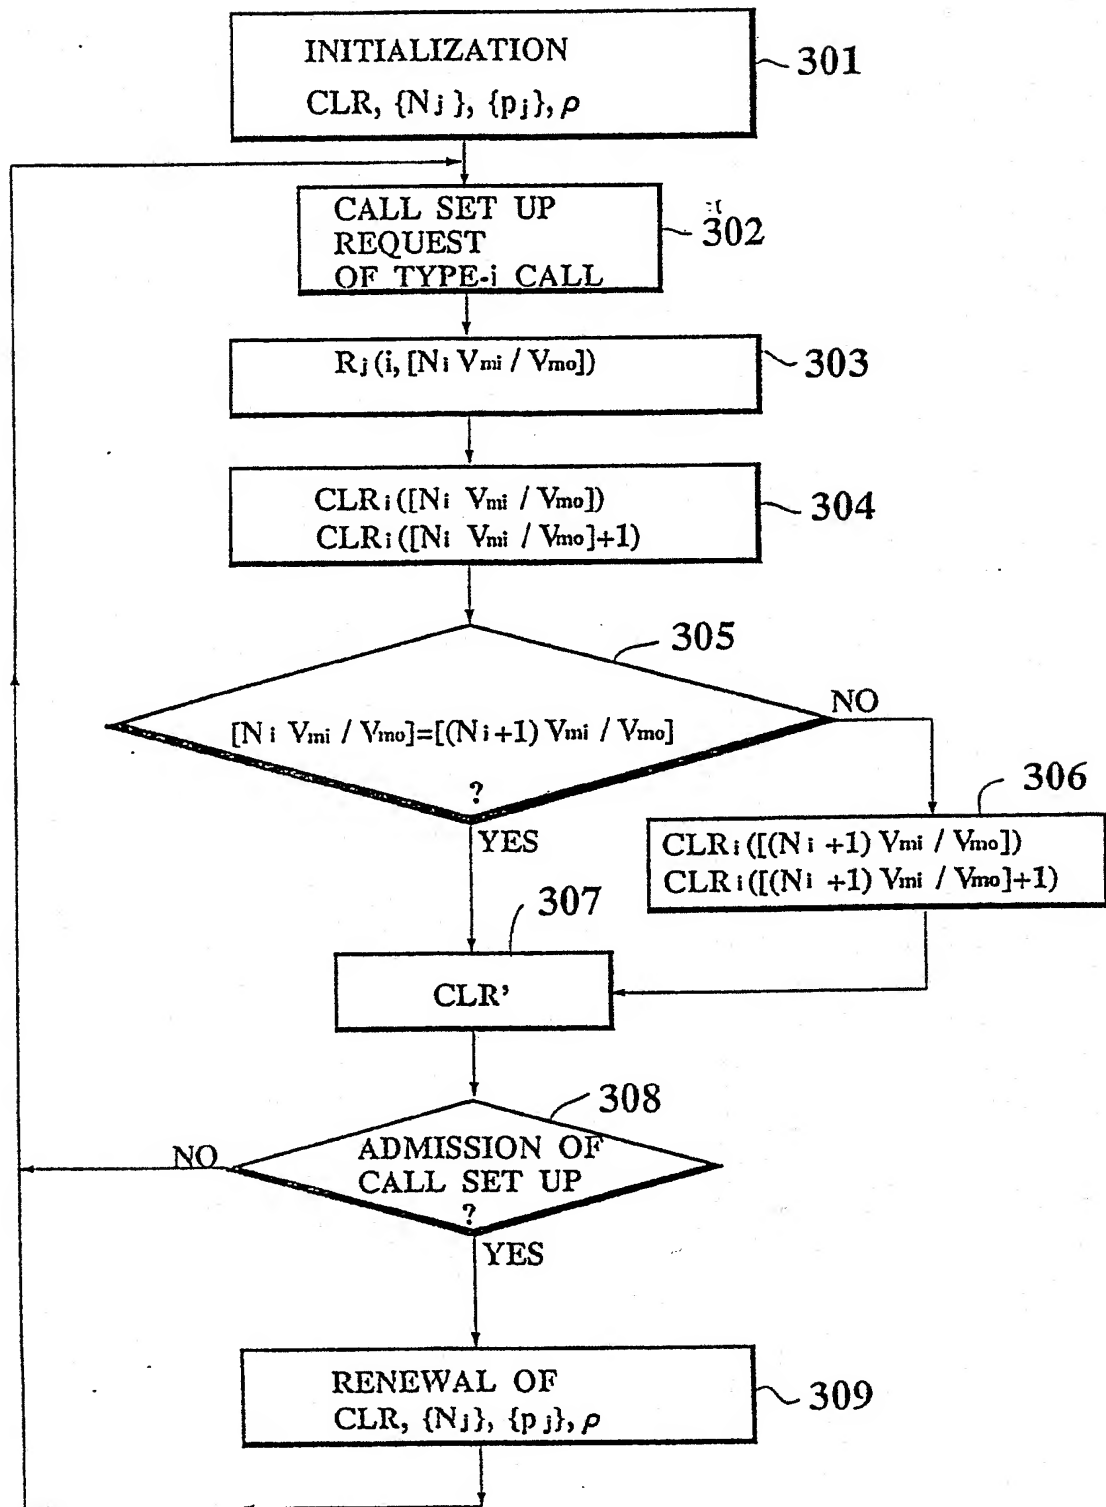 INITIALIZATION
CLR, {Nj}, {pj}, ρ
301
CALL SET UP
REQUEST
OF TYPE-i CALL
302
Rj(i, [Ni Vmi / Vmo])
303
CLRi([Ni Vmi / Vmo])
CLRi([Ni Vmi / Vmo]+1)
304
305
[Ni Vmi / Vmo]=[(Ni+1) Vmi / Vmo]
?
NO
YES
306
CLRi([(Ni +1) Vmi / Vmo])
CLRi([(Ni +1) Vmi / Vmo]+1)
307
CLR'
308
ADMISSION OF
CALL SET UP
?
NO
YES
RENEWAL OF
CLR, {Nj}, {pj}, ρ
309